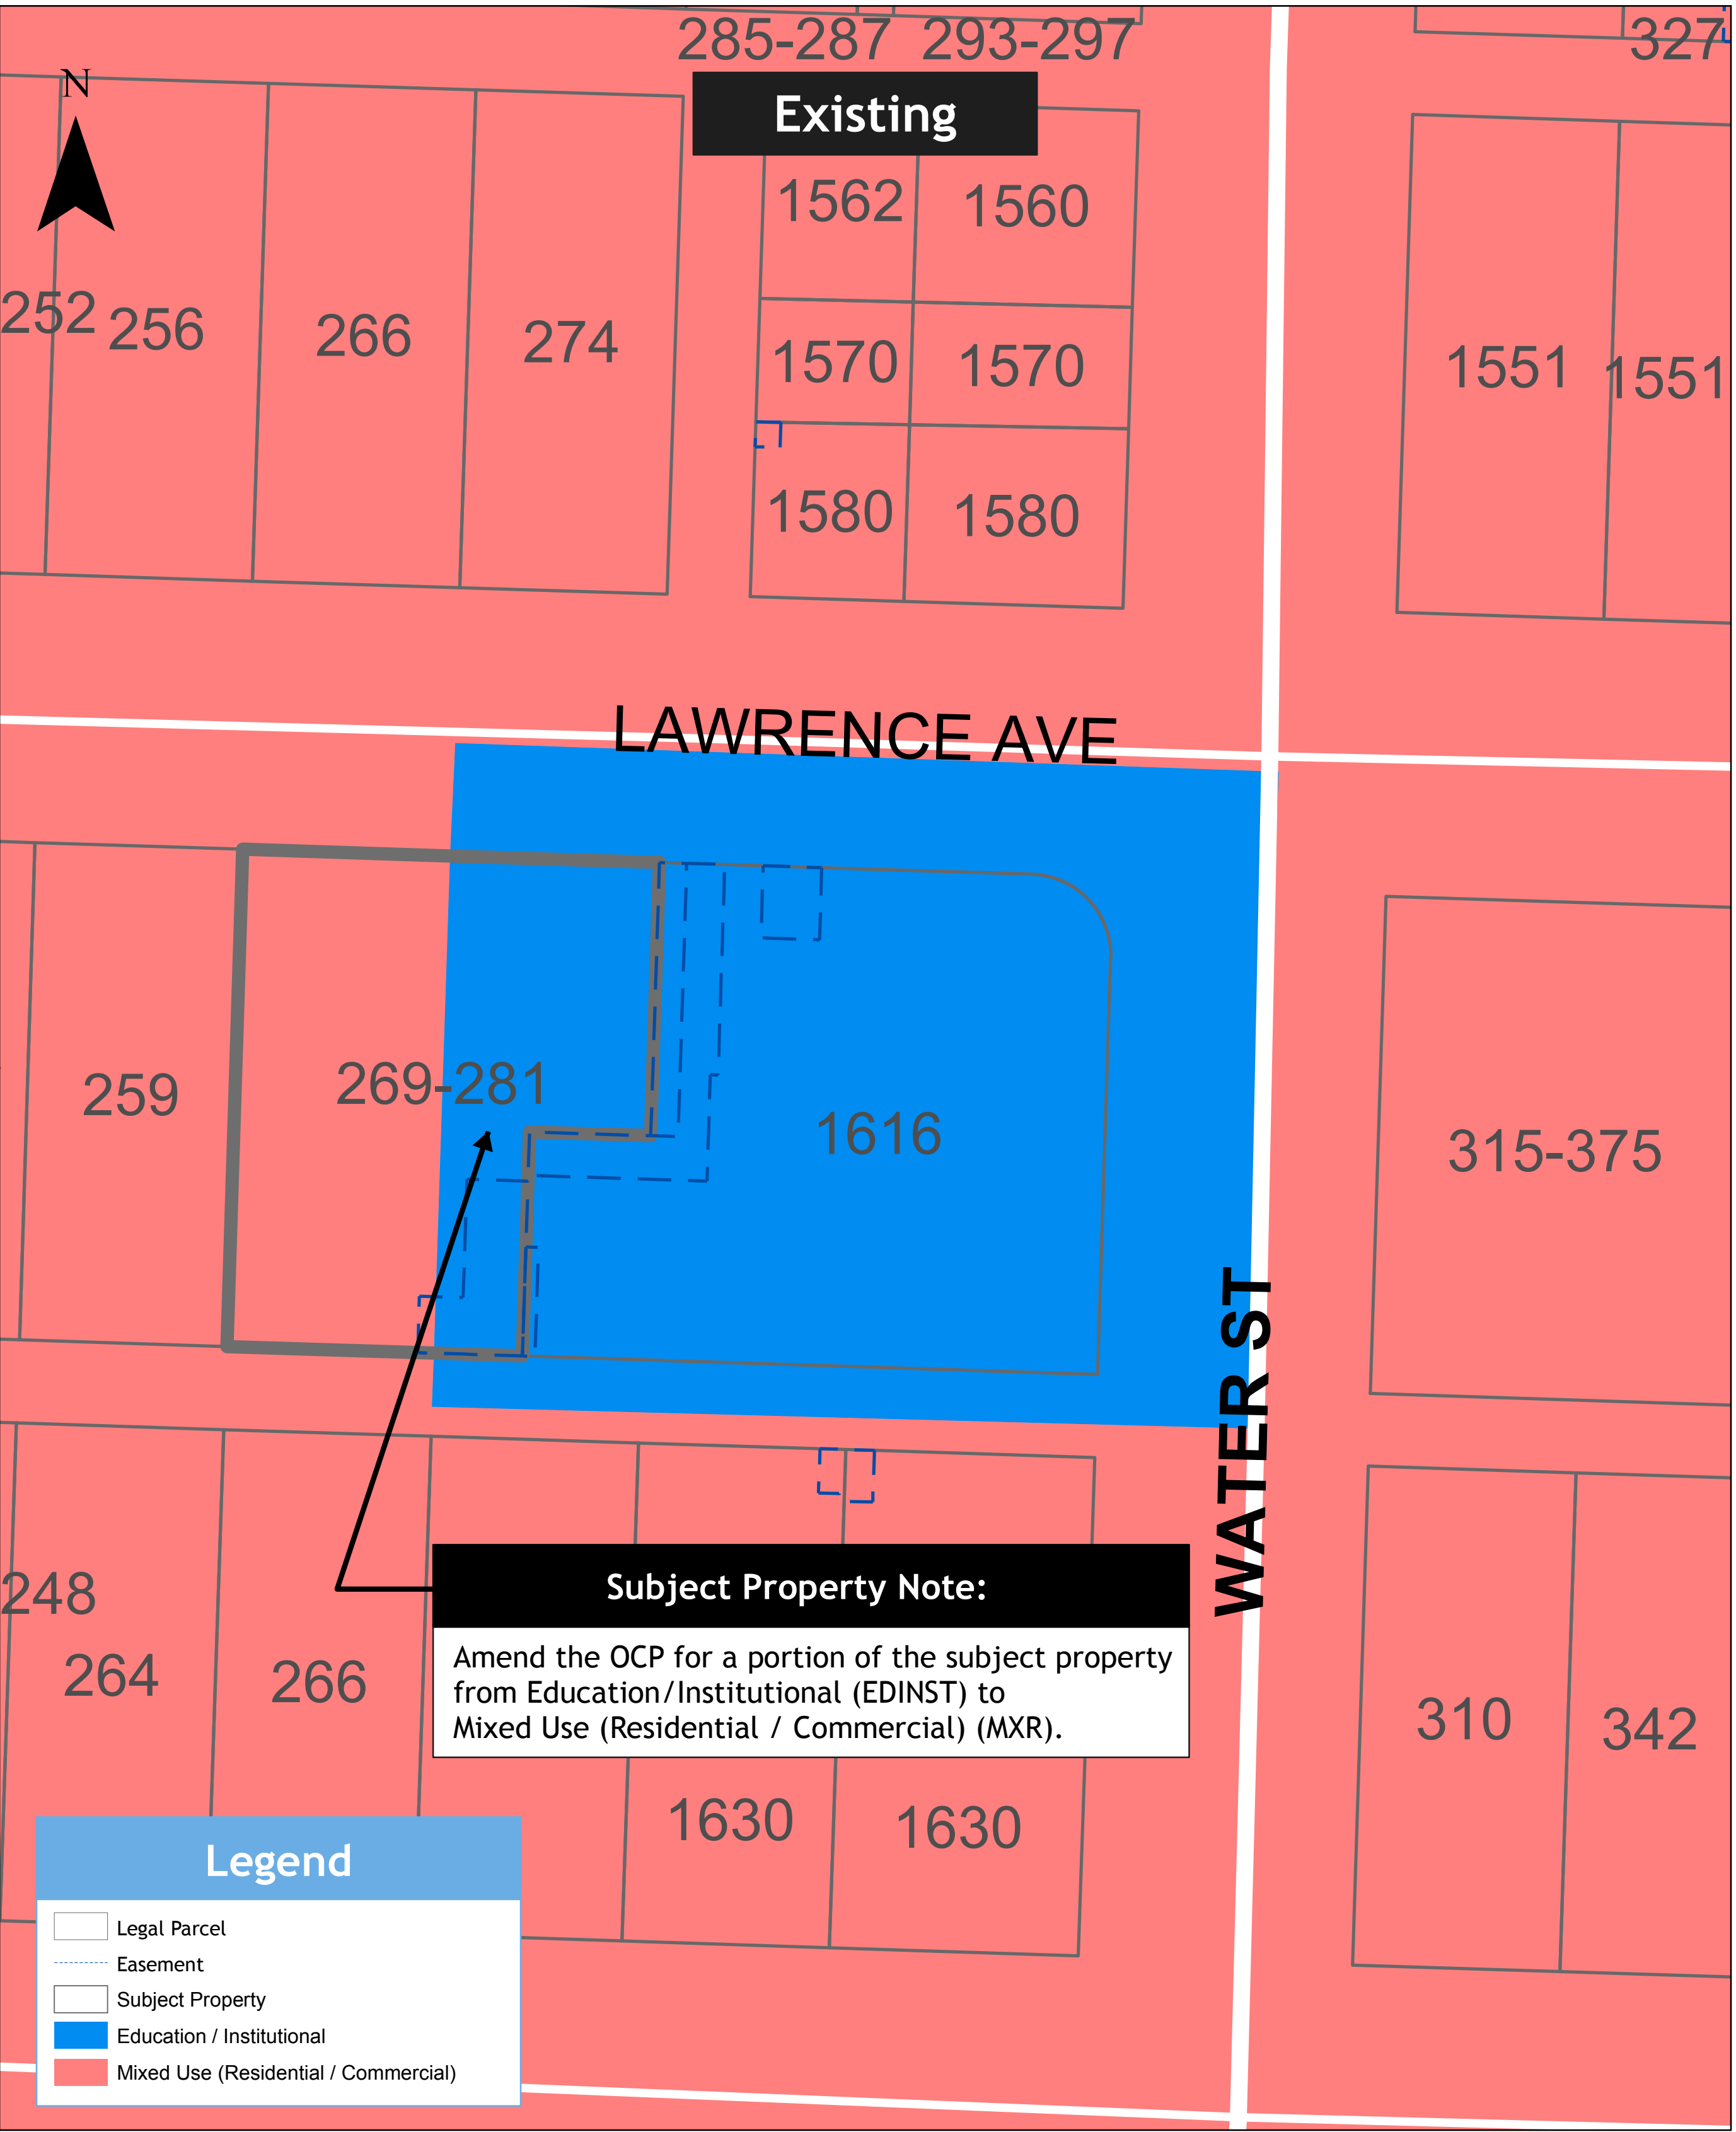 285-287 293-297 327
N
Existing
1562 1560
252 256 266 274
1570 1570 1551 1551
1580 1580
LAWRENCE AVE
259 269-281 1616 315-375
WATER ST
248
264 266
Subject Property Note:
Amend the OCP for a portion of the subject property
from Education/Institutional (EDINST) to
Mixed Use (Residential / Commercial) (MXR).
310 342
1630 1630
Legend
Legal Parcel
Easement
Subject Property
Education / Institutional
Mixed Use (Residential / Commercial)